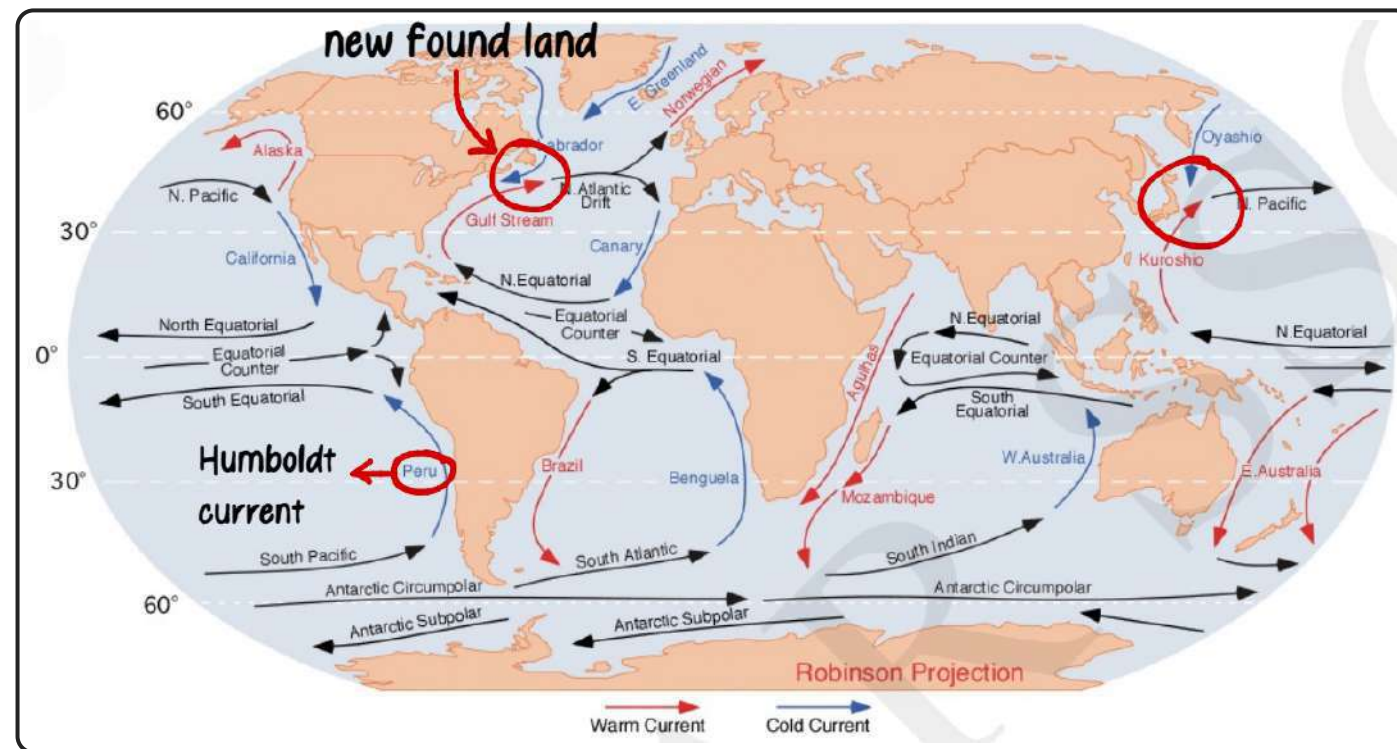 new found land
60°
E. Greenland
Norwegian
Oyashio
Alaska
Labrador
N. Pacific
N.Atlantic
Drift
N. Pacific
Gulf Stream
30°
California
Canary
Kuroshio
N.Equatorial
North Equatorial
Equatorial
Counter
N.Equatorial
N.Equatorial
0°
Equatorial
Counter
S. Equatorial
Equatorial Counter
South Equatorial
Agulhas
South
Equatorial
Humboldt
current
Peru
30°
Brazil
Benguela
Mozambique
W.Australia
E.Australia
South Pacific
South Atlantic
South Indian
Antarctic Circumpolar
Antarctic Circumpolar
60°
Antarctic Subpolar
Antarctic Subpolar
Robinson Projection
Warm Current
Cold Current